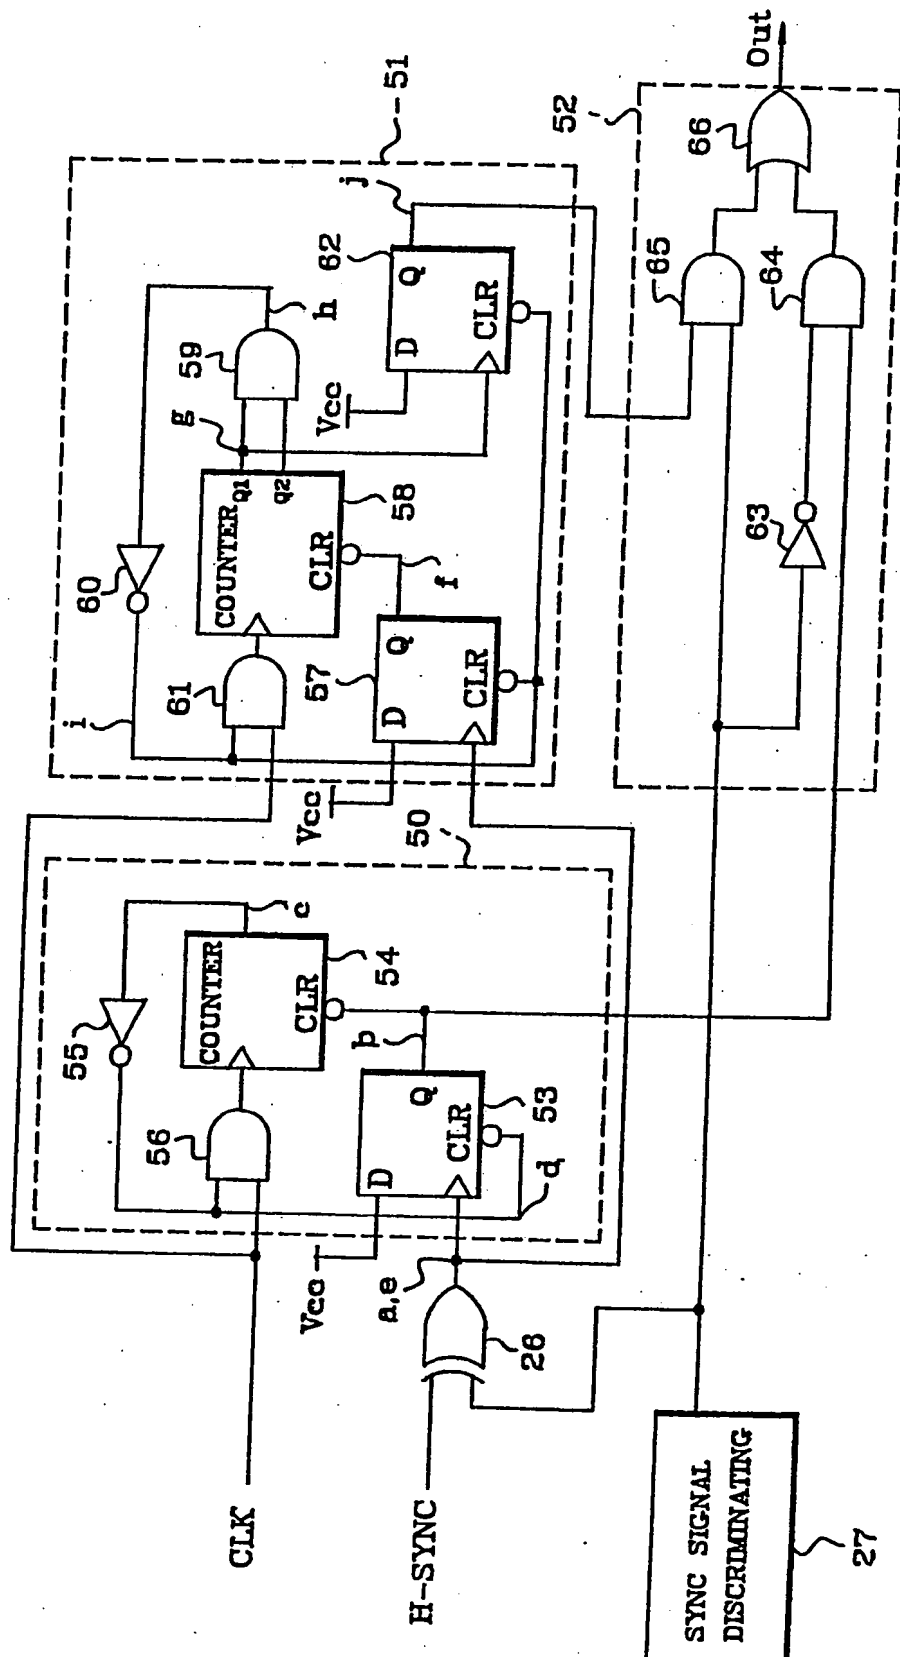 CLK
H-SYNC
SYNC SIGNAL
DISCRIMINATING
27
26
a,e
Vcc
50
55
56
COUNTER
CLR
54
c
b
D
Q
CLR
53
d
51
i
60
61
COUNTER
Q1
Q2
CLR
58
g
59
h
f
Vcc
57
D
Q
CLR
Vcc
62
D
Q
CLR
j
52
63
64
65
66
Out